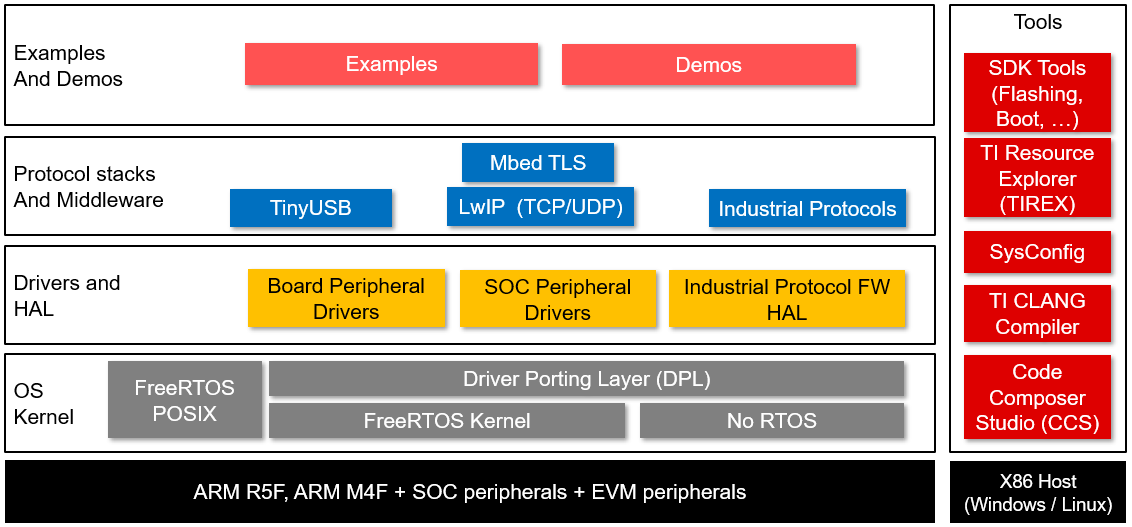 Examples
And Demos
Examples
Demos
Protocol stacks
And Middleware
Mbed TLS
TinyUSB
LwIP (TCP/UDP)
Industrial Protocols
Drivers and
HAL
Board Peripheral
Drivers
SOC Peripheral
Drivers
Industrial Protocol FW
HAL
OS
Kernel
FreeRTOS
POSIX
Driver Porting Layer (DPL)
FreeRTOS Kernel
No RTOS
ARM R5F, ARM M4F + SOC peripherals + EVM peripherals
Tools
SDK Tools
(Flashing,
Boot, …)
TI Resource
Explorer
(TIREX)
SysConfig
TI CLANG
Compiler
Code
Composer
Studio (CCS)
X86 Host
(Windows / Linux)